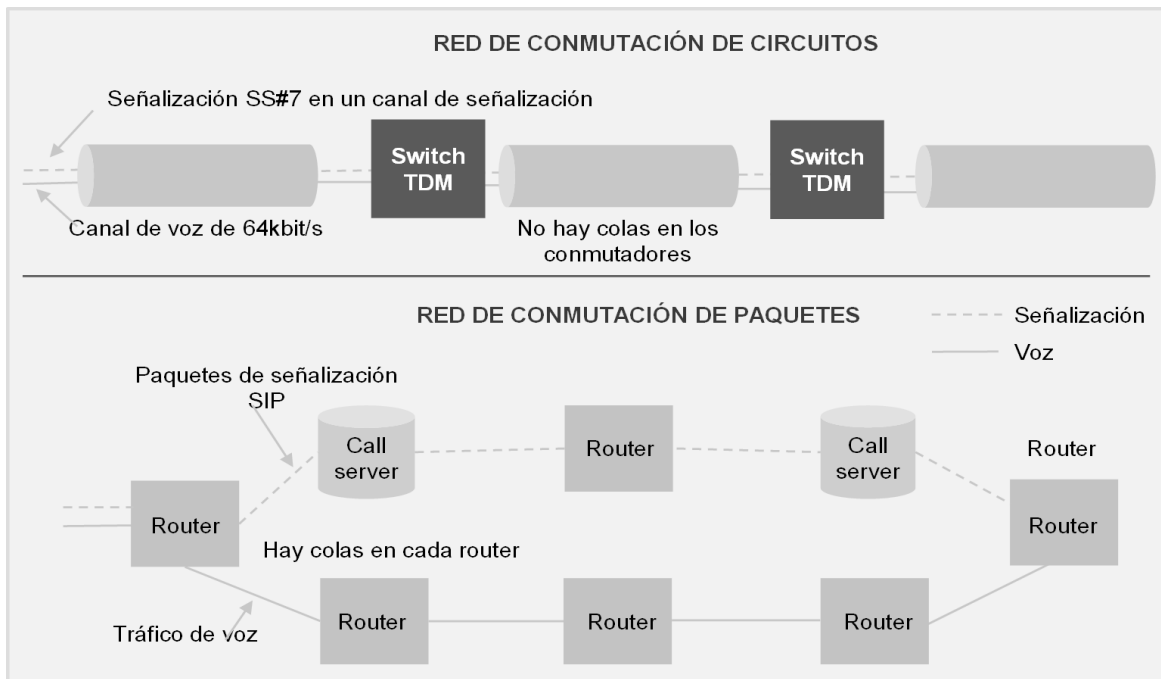 RED DE CONMUTACIÓN DE CIRCUITOS
Señalización SS#7 en un canal de señalización
Switch
TDM
Switch
TDM
Canal de voz de 64kbit/s
No hay colas en los
conmutadores
RED DE CONMUTACIÓN DE PAQUETES
Señalización
Voz
Paquetes de señalización
SIP
Call
server
Router
Call
server
Router
Router
Router
Hay colas en cada router
Router
Router
Router
Tráfico de voz